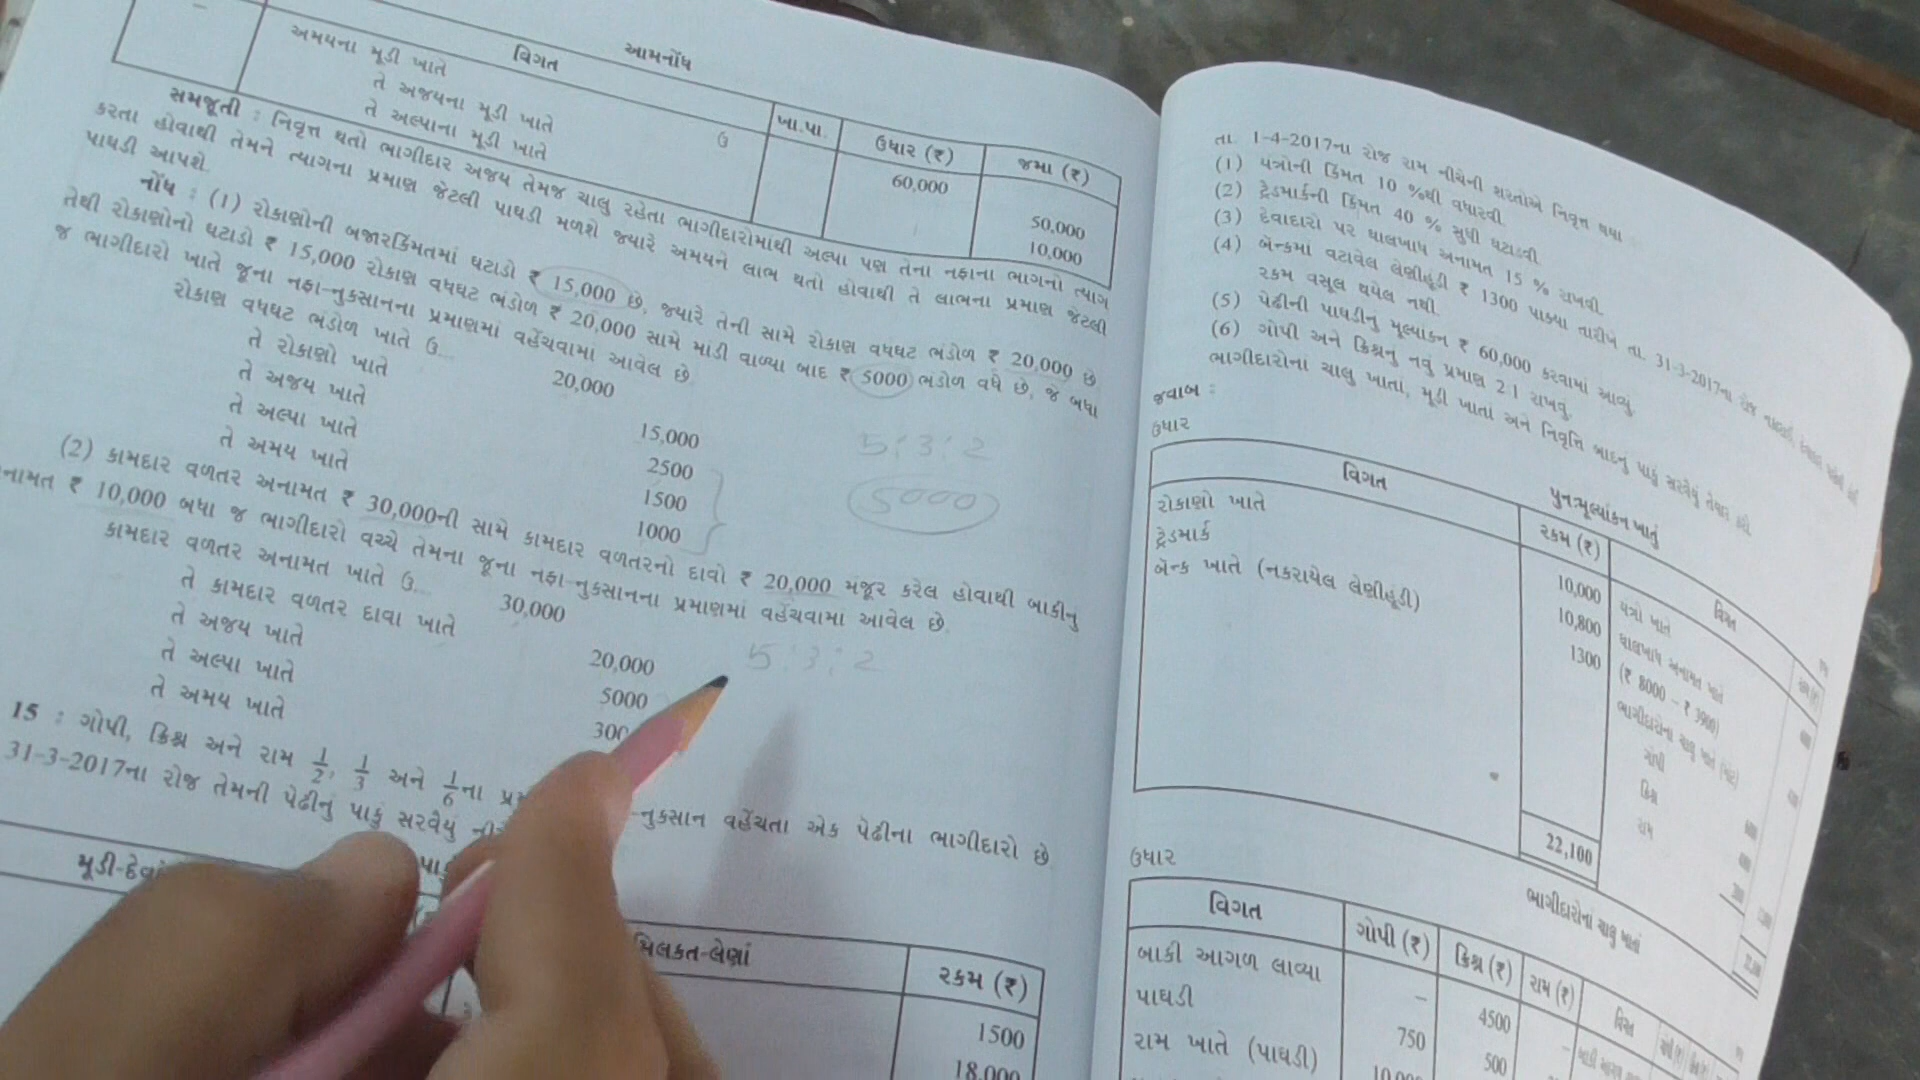 આમનોંધ
વિગત
ખા.પા.
ઉધાર (₹)
જમા (₹)
અમયના મૂડી ખાતે ઉ
60,000
તે અજયના મૂડી ખાતે
50,000
તે અલ્પાના મૂડી ખાતે
10,000
સમજૂતી : નિવૃત્ત થતો ભાગીદાર અજય તેમજ ચાલુ રહેતા ભાગીદારોમાંથી અલ્પા પણ તેના નફાના ભાગનો ત્યાગ
કરતા હોવાથી તેમને ત્યાગના પ્રમાણ જેટલી પાઘડી મળશે જ્યારે અમયને લાભ થતો હોવાથી તે લાભના પ્રમાણ જેટલી
પાઘડી આપશે.
નોંધ : (1) રોકાણોની બજારકિંમતમાં ઘટાડો ₹ 15,000 છે, જ્યારે તેની સામે રોકાણ વધઘટ ભંડોળ ₹ 20,000 છે
તેથી રોકાણોનો ઘટાડો ₹ 15,000 રોકાણ વધઘટ ભંડોળ ₹ 20,000 સામે માંડી વાળ્યા બાદ ₹ 5000 ભંડોળ વધે છે, જે બધા
જ ભાગીદારો ખાતે જૂના નફા-નુકસાનના પ્રમાણમાં વહેંચવામાં આવેલ છે
રોકાણ વધઘટ ભંડોળ ખાતે ઉ... 20,000
તે રોકાણો ખાતે 15,000
તે અજય ખાતે 2500
તે અલ્પા ખાતે 1500
તે અમય ખાતે 1000
5:3:2
5000
(2) કામદાર વળતર અનામત ₹ 30,000ની સામે કામદાર વળતરનો દાવો ₹ 20,000 મંજૂર કરેલ હોવાથી બાકીનુ
નામત ₹ 10,000 બધા જ ભાગીદારો વચ્ચે તેમના જૂના નફા-નુકસાનના પ્રમાણમાં વહેંચવામા આવેલ છે
કામદાર વળતર અનામત ખાતે ઉ... 30,000
તે કામદાર વળતર દાવા ખાતે 20,000
તે અજય ખાતે 5000
તે અલ્પા ખાતે
તે અમય ખાતે
5:3:2
15 : ગોપી, ક્રિશ્ન અને રામ 1/2, 1/3 અને 1/6ના -નુકસાન વહેંચતા એક પેઢીના ભાગીદારો છે
31-3-2017ના રોજ તેમની પેઢીનું પાકું સરવૈયું
મિલકત-લેણાં
રકમ (₹)
1500
18,000
તા. 1-4-2017ના રોજ રામ નીચેની શરતોએ નિવૃત્ત થયા :
(1) યંત્રોની કિંમત 10 %થી વધારવી.
(2) ટ્રેડમાર્કની કિંમત 40 % સુધી ઘટાડવી
(3) દેવાદારો પર ઘાલખાધ અનામત 15 % રાખવી.
(4) બૅન્કમાં વટાવેલ લેણીહૂંડી ₹ 1300 પાક્યા તારીખે તા. 31-3-2017ના રોજ
રકમ વસૂલ થયેલ નથી.
(5) પેઢીની પાઘડીનું મૂલ્યાંકન ₹ 60,000 કરવામાં આવ્યું.
(6) ગોપી અને ક્રિશ્નનુ નવું પ્રમાણ 2:1 રાખવું.
ભાગીદારોના ચાલુ ખાતા, મૂડી ખાતાં અને નિવૃત્તિ બાદનું પાકું સરવૈયું તૈયાર કરો.
જવાબ :
ઉધાર
પુનઃમૂલ્યાંકન ખાતું
વિગત
રકમ (₹)
વિગત
રોકાણો ખાતે
10,000
યંત્રો ખાતે
ટ્રેડમાર્ક
10,800
ઘાલખાધ અનામત ખાતે
બૅન્ક ખાતે (નકરાયેલ લેણીહૂંડી)
1300
(₹ 8000 - ₹ 3900)
ગોપી
ક્રિશ્ન
રામ
22,100
ઉધાર
ભાગીદારોનાં ચાલુ ખાતાં
વિગત
ગોપી (₹)
ક્રિશ્ન (₹)
રામ (₹)
વિગત
બાકી આગળ લાવ્યા
–
4500
–
પાઘડી
750
500
રામ ખાતે (પાઘડી)